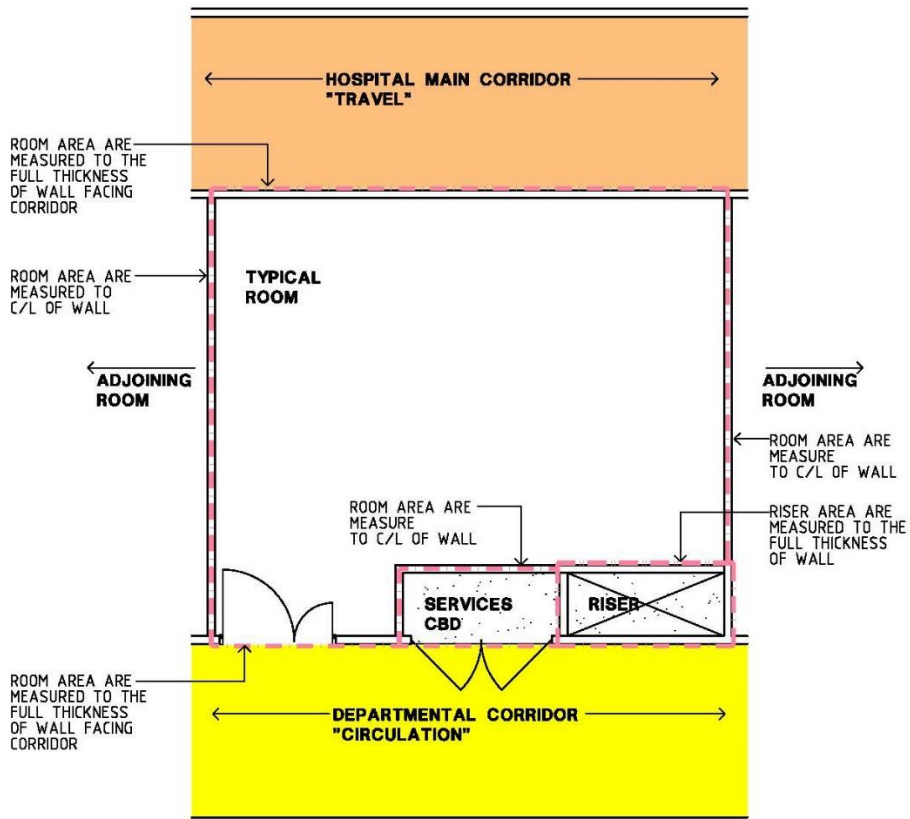 HOSPITAL MAIN CORRIDOR
"TRAVEL"
ROOM AREA ARE
MEASURED TO THE
FULL THICKNESS
OF WALL FACING
CORRIDOR
ROOM AREA ARE
MEASURED TO
C/L OF WALL
TYPICAL
ROOM
ADJOINING
ROOM
ADJOINING
ROOM
ROOM AREA ARE
MEASURE
TO C/L OF WALL
ROOM AREA ARE
MEASURE
TO C/L OF WALL
RISER AREA ARE
MEASURED TO THE
FULL THICKNESS
OF WALL
SERVICES
CBD
RISER
ROOM AREA ARE
MEASURED TO THE
FULL THICKNESS
OF WALL FACING
CORRIDOR
DEPARTMENTAL CORRIDOR
"CIRCULATION"